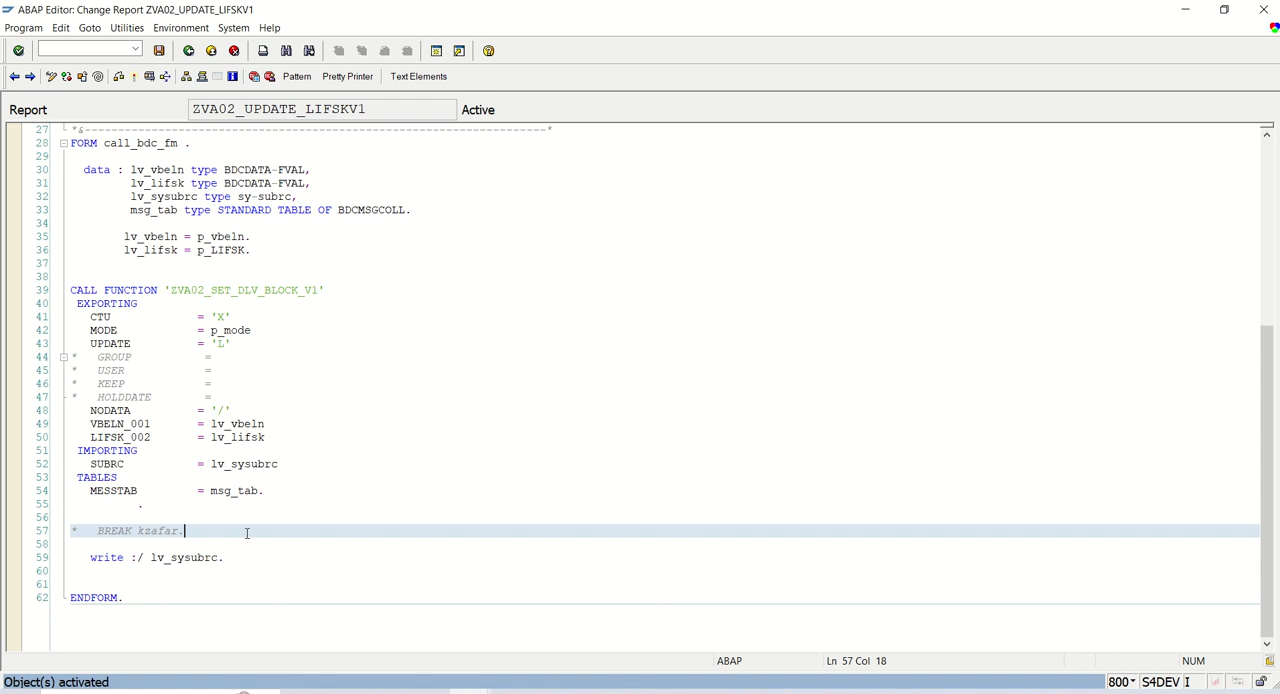 ABAP Editor: Change Report ZVA02_UPDATE_LIFSKV1
Program Edit Goto Utilities Environment System Help
Pattern Pretty Printer Text Elements
Report ZVA02_UPDATE_LIFSKV1 Active
27 *&---------------------------------------------------------------------*
28 FORM call_bdc_fm .
29
30 data : lv_vbeln type BDCDATA-FVAL,
31 lv_lifsk type BDCDATA-FVAL,
32 lv_sysubrc type sy-subrc,
33 msg_tab type STANDARD TABLE OF BDCMSGCOLL.
34
35 lv_vbeln = p_vbeln.
36 lv_lifsk = p_LIFSK.
37
38
39 CALL FUNCTION 'ZVA02_SET_DLV_BLOCK_V1'
40 EXPORTING
41 CTU = 'X'
42 MODE = p_mode
43 UPDATE = 'L'
44 * GROUP =
45 * USER =
46 * KEEP =
47 * HOLDDATE =
48 NODATA = '/'
49 VBELN_001 = lv_vbeln
50 LIFSK_002 = lv_lifsk
51 IMPORTING
52 SUBRC = lv_sysubrc
53 TABLES
54 MESSTAB = msg_tab.
55 .
56
57 * BREAK kzafar.
58
59 write :/ lv_sysubrc.
60
61
62 ENDFORM.
ABAP Ln 57 Col 18 NUM
Object(s) activated 800 S4DEV I